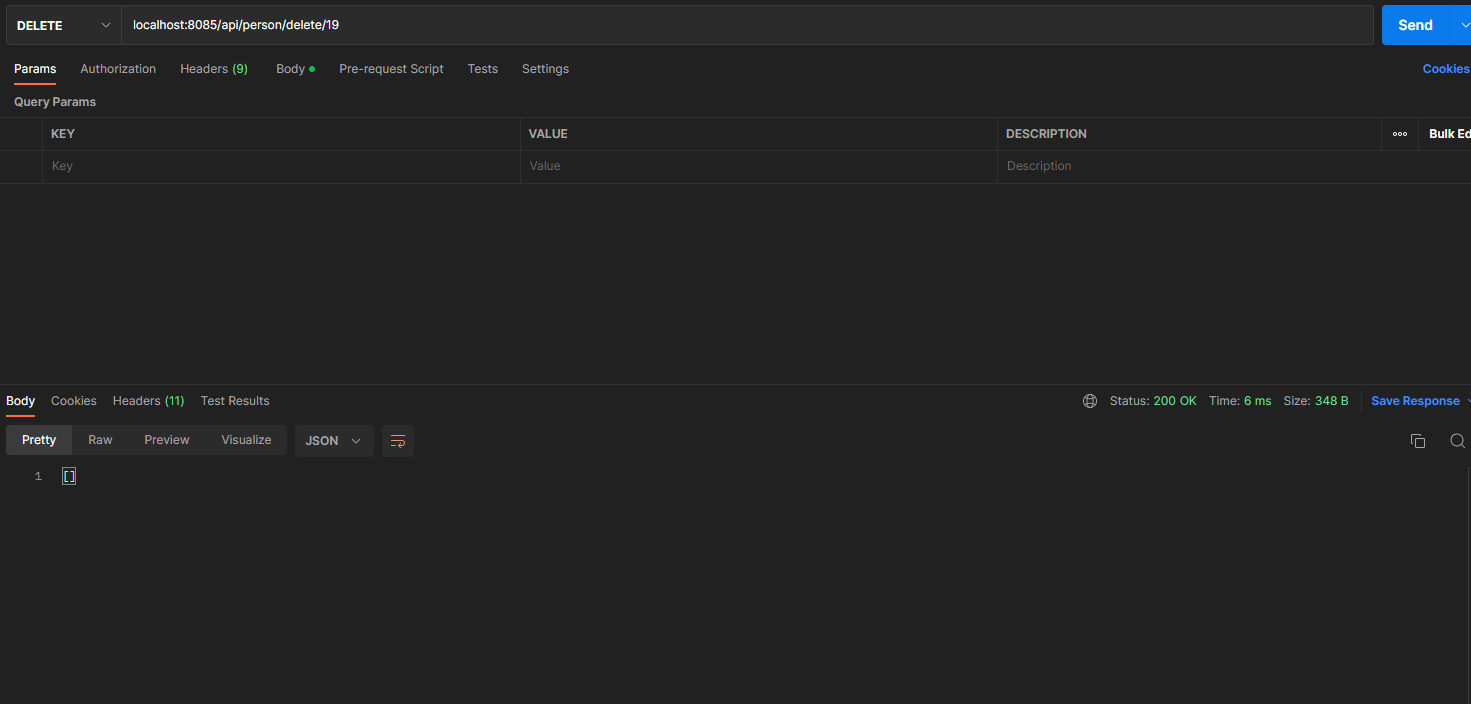 DELETE localhost:8085/api/person/delete/19 Send
Params Authorization Headers (9) Body Pre-request Script Tests Settings Cookies
Query Params
KEY VALUE DESCRIPTION Bulk Ed
Key Value Description
Body Cookies Headers (11) Test Results Status: 200 OK Time: 6 ms Size: 348 B Save Response
Pretty Raw Preview Visualize JSON
1 []